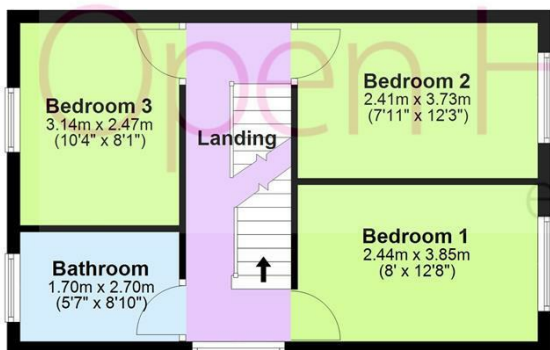 Open H
Bedroom 3
3.14m x 2.47m
(10'4" x 8'1")
Landing
Bedroom 2
2.41m x 3.73m
(7'11" x 12'3")
Bathroom
1.70m x 2.70m
(5'7" x 8'10")
Bedroom 1
2.44m x 3.85m
(8' x 12'8")
e